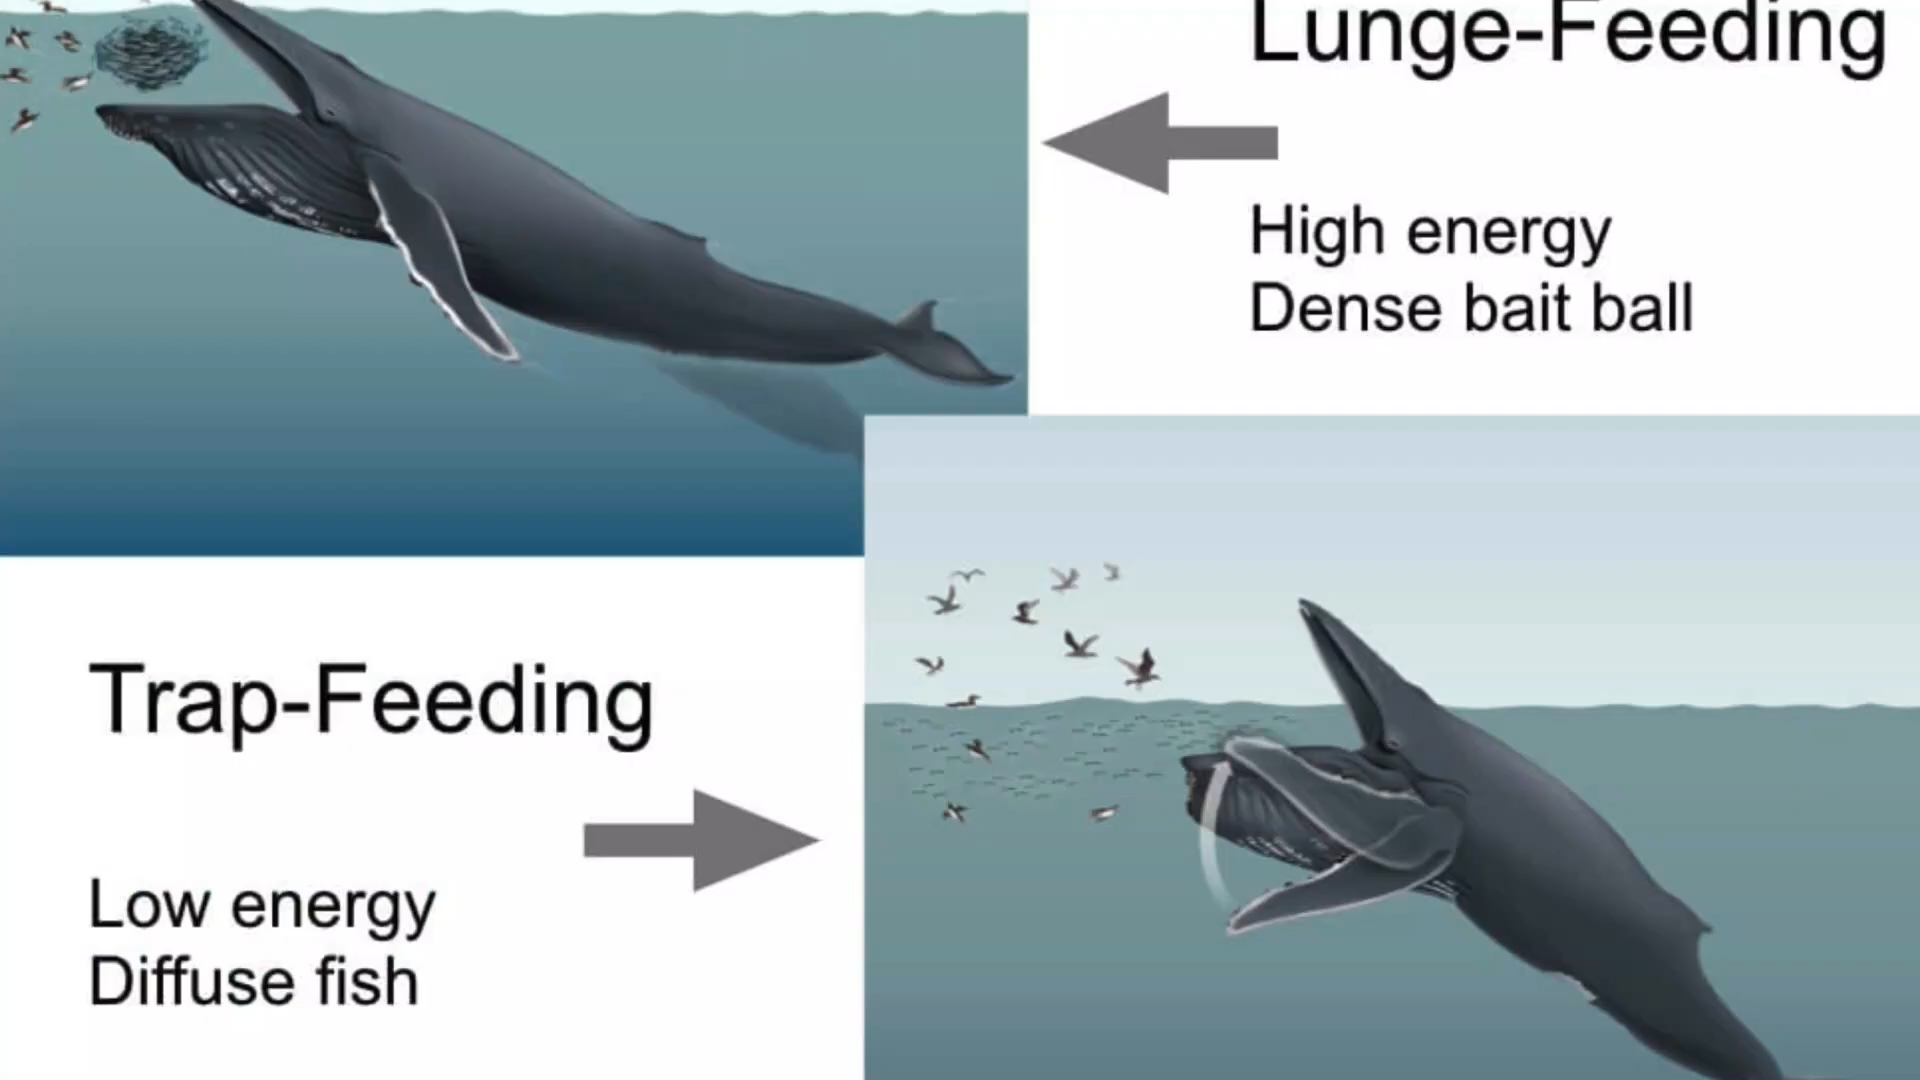 Lunge-Feeding
High energy
Dense bait ball
Trap-Feeding
Low energy
Diffuse fish